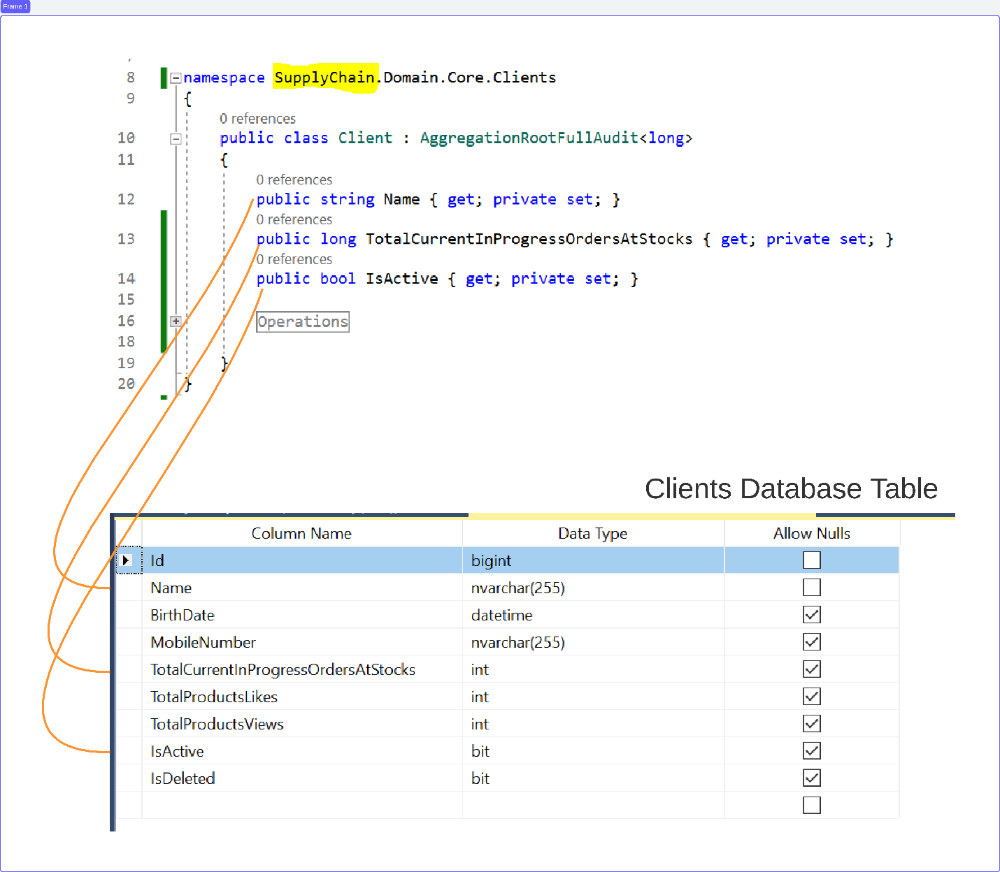 Frame 1
8 namespace SupplyChain.Domain.Core.Clients
9 {
0 references
10 public class Client : AggregationRootFullAudit<long>
11 {
0 references
12 public string Name { get; private set; }
0 references
13 public long TotalCurrentInProgressOrdersAtStocks { get; private set; }
0 references
14 public bool IsActive { get; private set; }
15
16 Operations
18
19 }
20 }
Clients Database Table
Column Name Data Type Allow Nulls
Id bigint
Name nvarchar(255)
BirthDate datetime
MobileNumber nvarchar(255)
TotalCurrentInProgressOrdersAtStocks int
TotalProductsLikes int
TotalProductsViews int
IsActive bit
IsDeleted bit